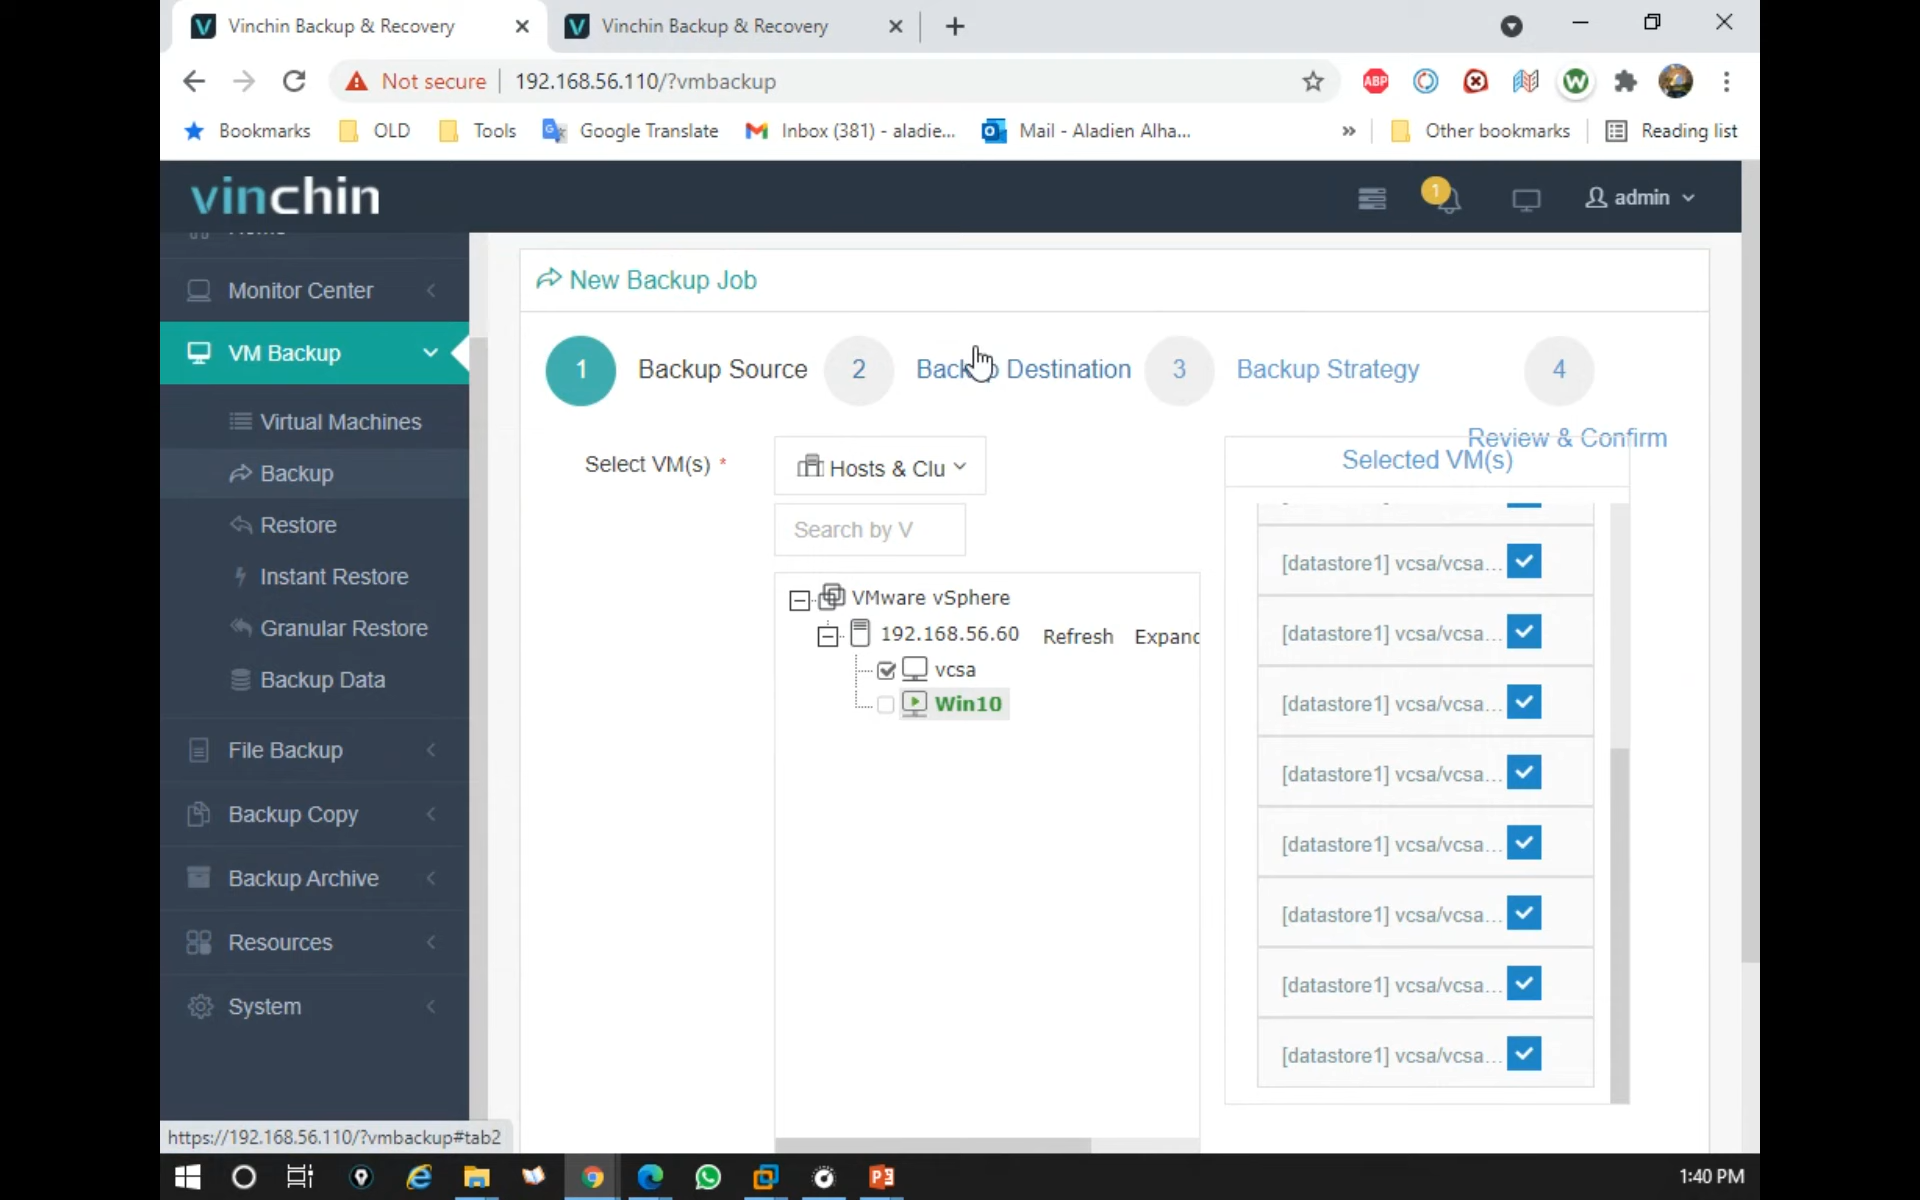 Vinchin Backup & Recovery
Vinchin Backup & Recovery
Not secure
192.168.56.110/?vmbackup
ABP
W
Bookmarks
OLD
Tools
Google Translate
Inbox (381) - aladie...
Mail - Aladien Alha...
»
Other bookmarks
Reading list
vinchin
1
admin
Monitor Center
VM Backup
Virtual Machines
Backup
Restore
Instant Restore
Granular Restore
Backup Data
File Backup
Backup Copy
Backup Archive
Resources
System
New Backup Job
1
Backup Source
2
Backup Destination
3
Backup Strategy
4
Review & Confirm
Select VM(s) *
Hosts & Clu
Search by V
VMware vSphere
192.168.56.60
Refresh
Expand
vcsa
Win10
Selected VM(s)
[datastore1] vcsa/vcsa...
[datastore1] vcsa/vcsa...
[datastore1] vcsa/vcsa...
[datastore1] vcsa/vcsa...
[datastore1] vcsa/vcsa...
[datastore1] vcsa/vcsa...
[datastore1] vcsa/vcsa...
[datastore1] vcsa/vcsa...
https://192.168.56.110/?vmbackup#tab2
1:40 PM